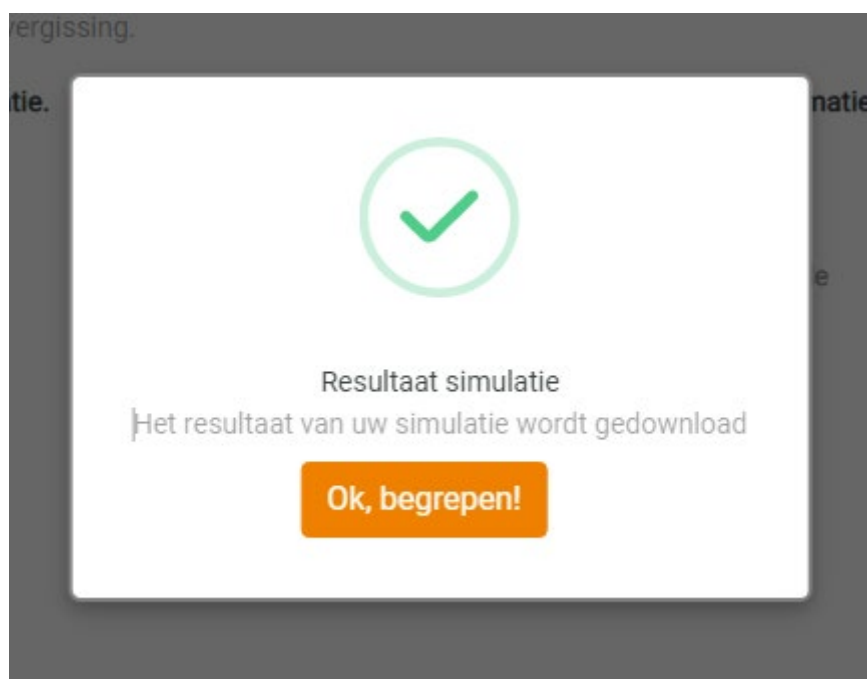 vergissing.
tie.
natie
e
Resultaat simulatie
Het resultaat van uw simulatie wordt gedownload
Ok, begrepen!